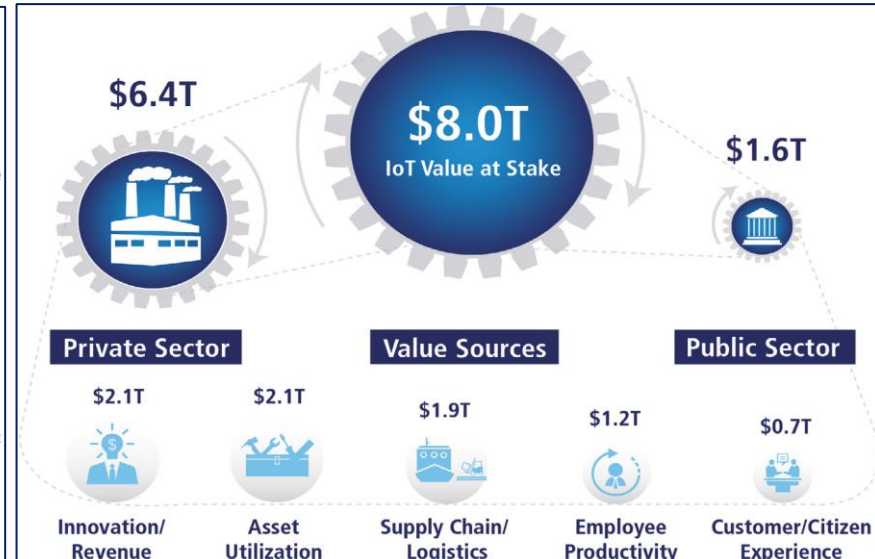 $6.4T
$8.0T
IoT Value at Stake
$1.6T
Private Sector
Value Sources
Public Sector
$2.1T
$2.1T
$1.9T
$1.2T
$0.7T
Innovation/
Revenue
Asset
Utilization
Supply Chain/
Logistics
Employee
Productivity
Customer/Citizen
Experience